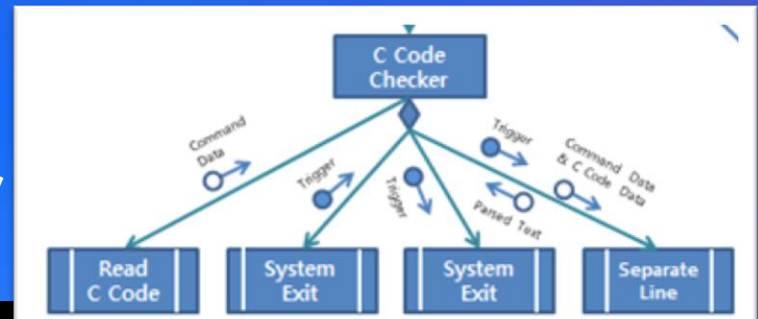 C Code
Checker
Command
Data
Trigger
Trigger
Trigger
Command Data
& C Code Data
Parsed Text
Read
C Code
System
Exit
System
Exit
Separate
Line